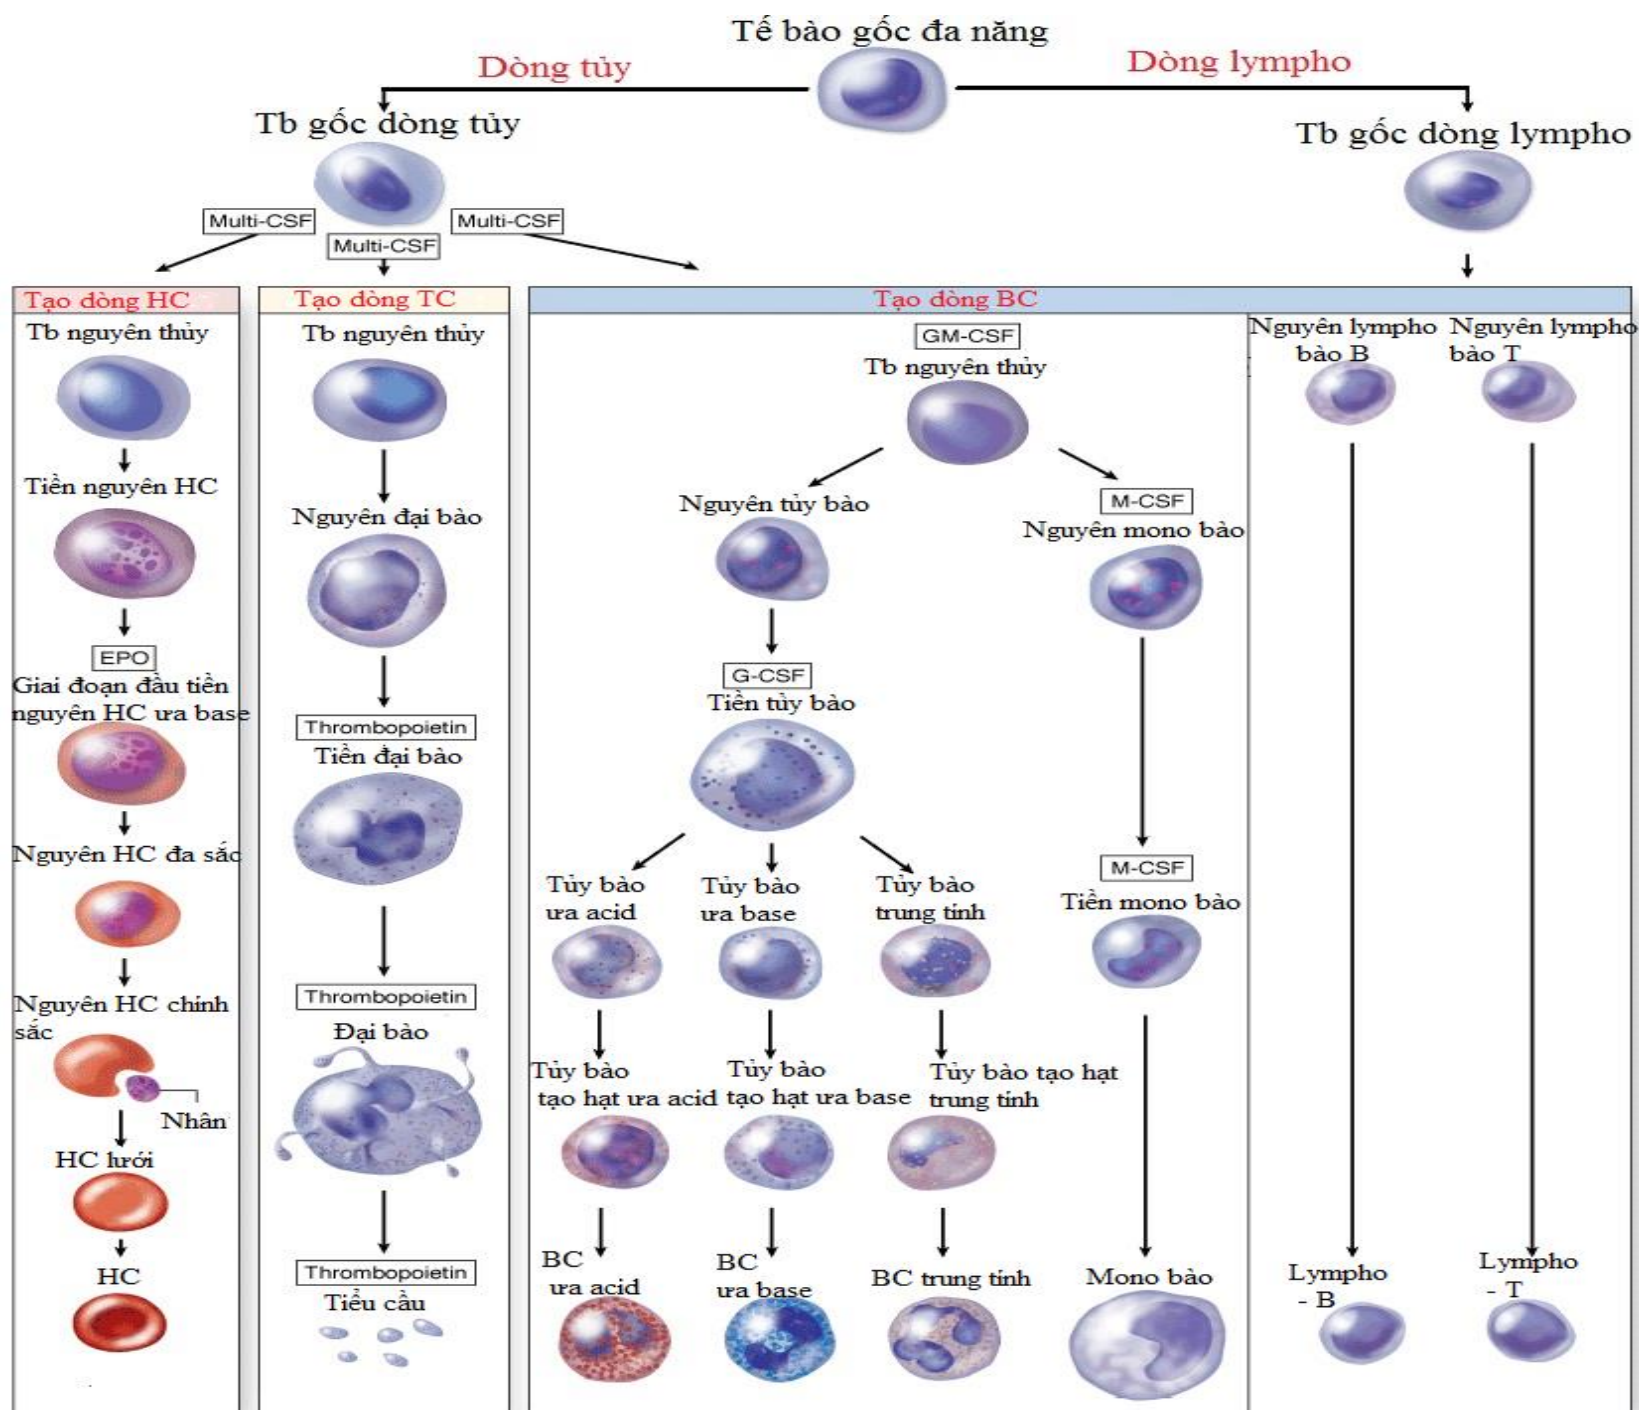 Tế bào gốc đa năng
Dòng tủy
Dòng lympho
Tb gốc dòng tủy
Tb gốc dòng lympho
Multi-CSF
Multi-CSF
Multi-CSF
Tạo dòng HC
Tb nguyên thủy
Tiền nguyên HC
EPO
Giai đoạn đầu tiền
nguyên HC ưa base
Nguyên HC đa sắc
Nguyên HC chính
sắc
Nhân
HC lưới
HC
Tạo dòng TC
Tb nguyên thủy
Nguyên đại bào
Thrombopoietin
Tiền đại bào
Thrombopoietin
Đại bào
Thrombopoietin
Tiểu cầu
Tạo dòng BC
GM-CSF
Tb nguyên thủy
Nguyên tủy bào
G-CSF
Tiền tủy bào
Tủy bào
ưa acid
Tủy bào
ưa base
Tủy bào
trung tính
Tủy bào
tạo hạt ưa acid
Tủy bào
tạo hạt ưa base
Tủy bào tạo hạt
trung tính
BC
ưa acid
BC
ưa base
BC trung tính
M-CSF
Nguyên mono bào
M-CSF
Tiền mono bào
Mono bào
Nguyên lympho
bào B
Nguyên lympho
bào T
Lympho
- B
Lympho
- T